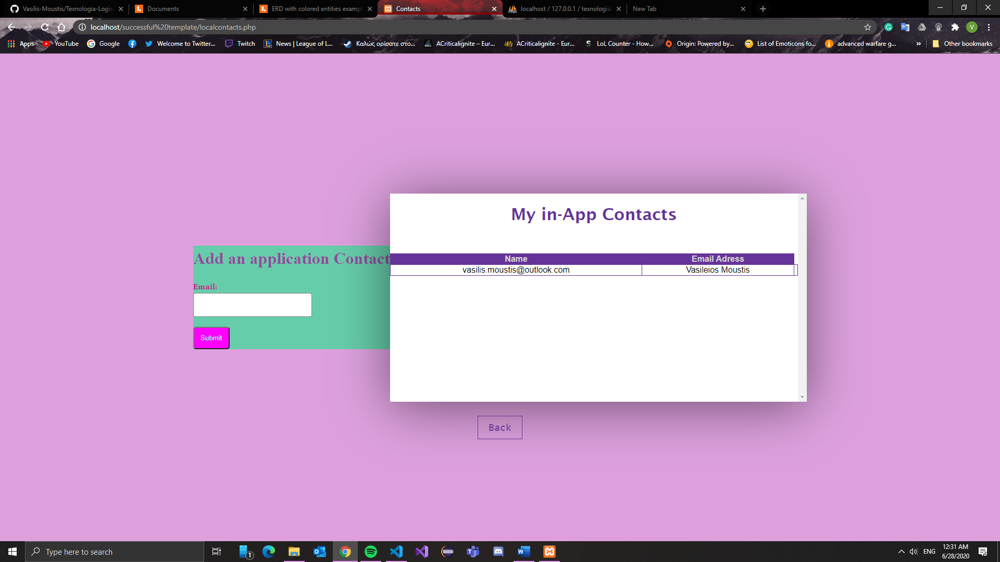 Vasilis-Moustis/Texnologia-Logis
Documents
ERD with colored entities exampl
Contacts
localhost / 127.0.0.1 / texnologia
New Tab
localhost/successful%20template/localcontacts.php
V
Apps
YouTube
Google
Welcome to Twitter...
Twitch
News | League of L...
Καλώς ορίσατε στο...
ACriticalignite – Eur...
ACriticalignite - Eur...
LoL Counter - How...
Origin: Powered by...
List of Emoticons fo...
advanced warfare g...
»
Other bookmarks
My in-App Contacts
Name Email Adress
vasilis.moustis@outlook.com Vasileios Moustis
Add an application Contact
Email:
Submit
Back
Type here to search
1
ENG
12:31 AM
6/28/2020